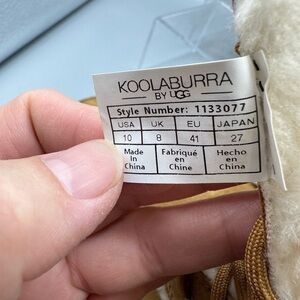 KOOLABURRA
BY UGG
Style Number: 1133077
USA UK EU JAPAN
10 8 41 27
Made in China
Fabriqué en Chine
Hecho en China